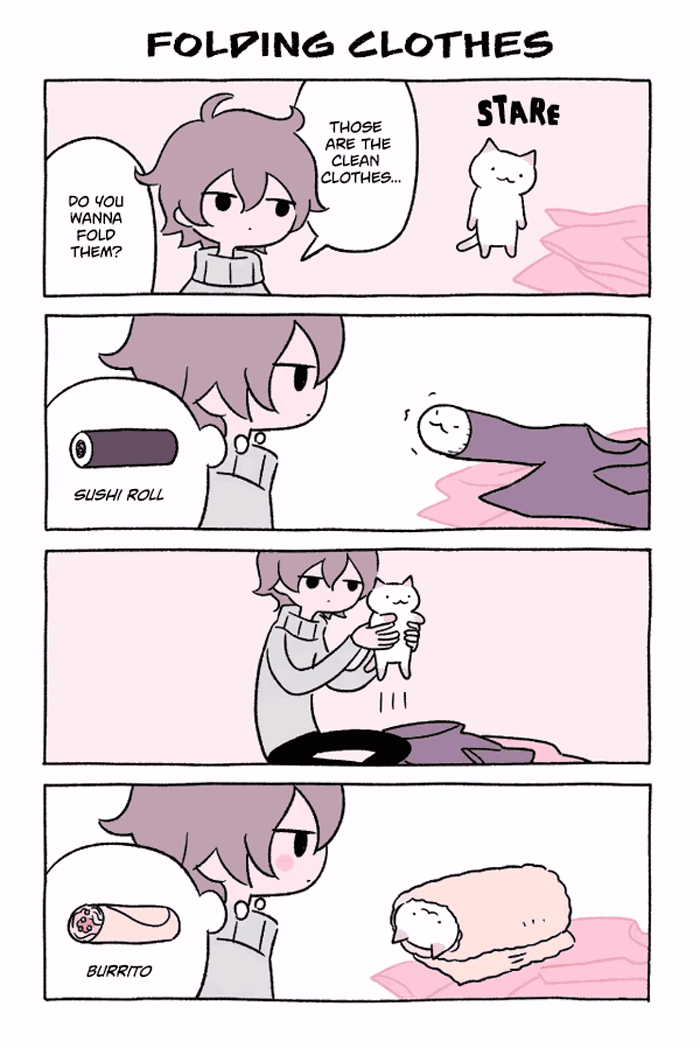 FOLDING CLOTHES
DO YOU
WANNA
FOLD
THEM?
THOSE
ARE THE
CLEAN
CLOTHES...
STARE
SUSHI ROLL
BURRITO